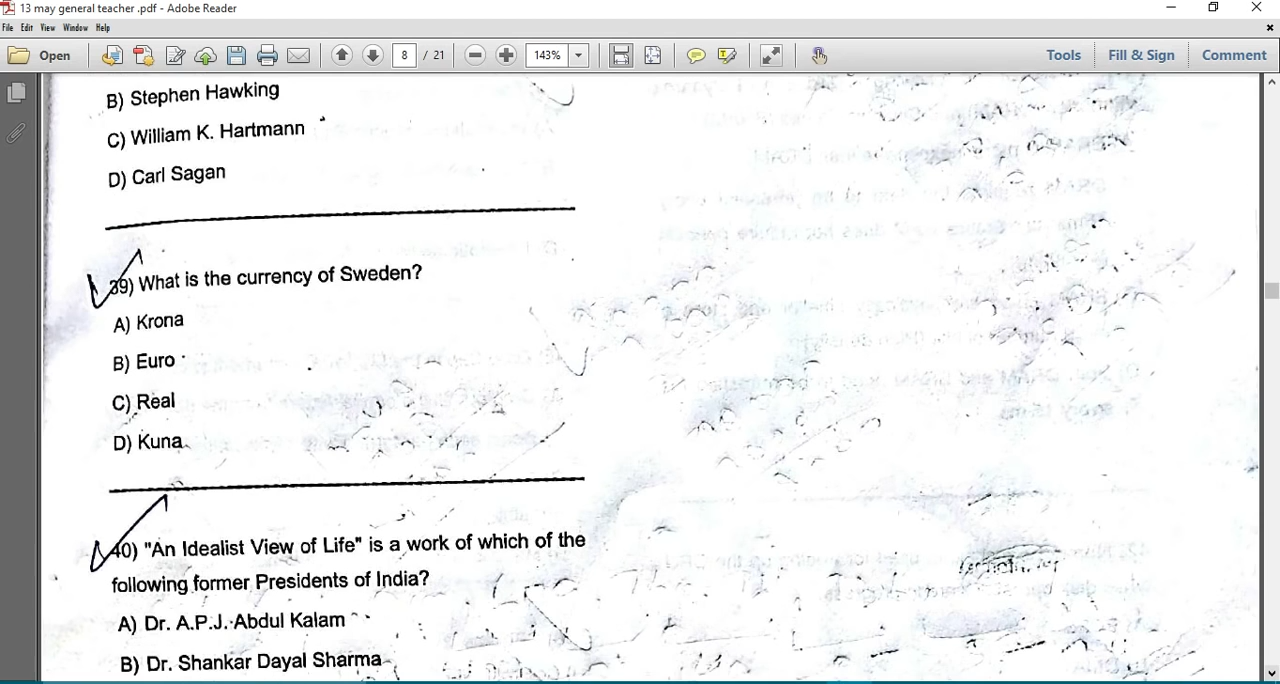 13 may general teacher .pdf - Adobe Reader
File Edit View Window Help
Open 8 / 21 143% Tools Fill & Sign Comment
B) Stephen Hawking
C) William K. Hartmann
D) Carl Sagan
39) What is the currency of Sweden?
A) Krona
B) Euro
C) Real
D) Kuna
40) "An Idealist View of Life" is a work of which of the
following former Presidents of India?
A) Dr. A.P.J. Abdul Kalam
B) Dr. Shankar Dayal Sharma